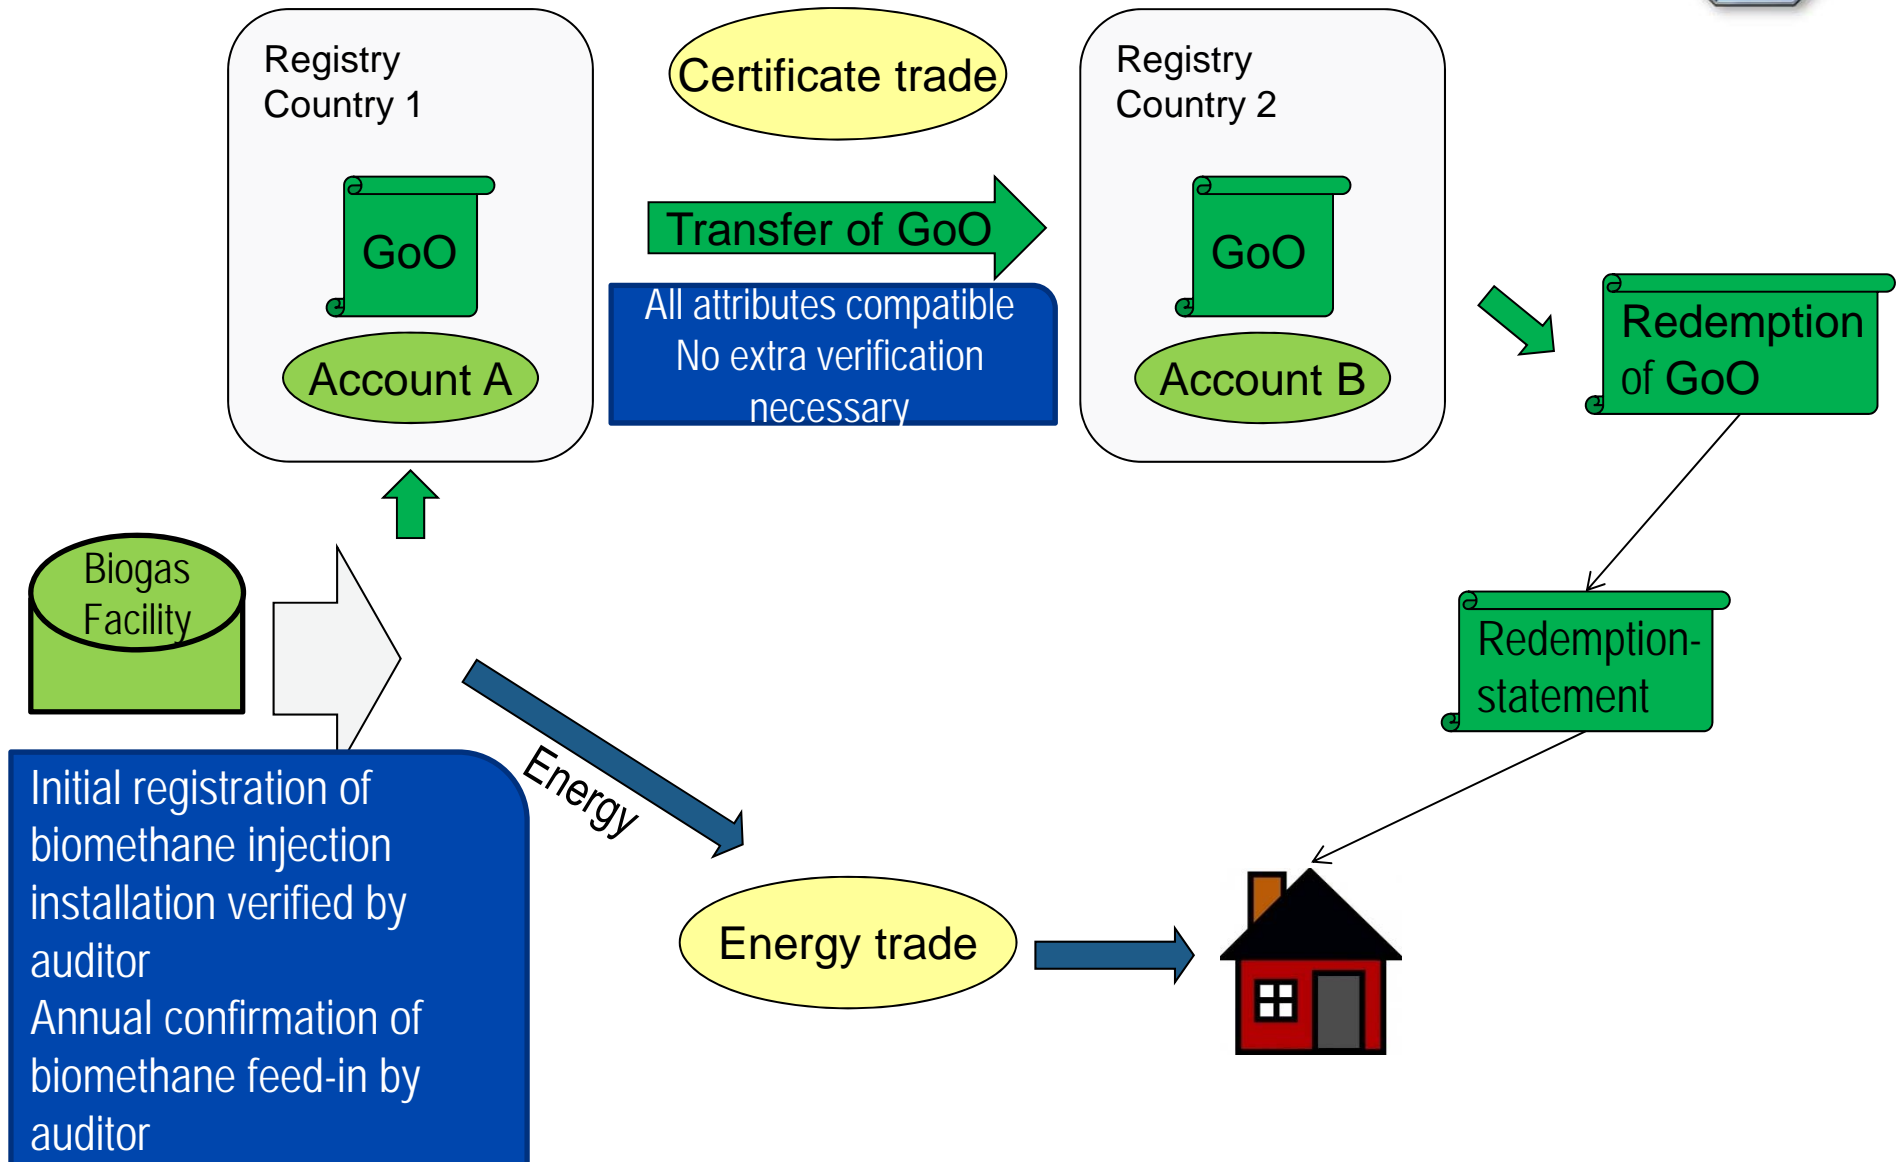 Registry
Country 1
Certificate trade
Registry
Country 2
GoO
Transfer of GoO
GoO
All attributes compatible
No extra verification
necessary
Account A
Account B
Redemption
of GoO
Biogas
Facility
Redemption-
statement
Energy
Initial registration of
biomethane injection
installation verified by
auditor
Annual confirmation of
biomethane feed-in by
auditor
Energy trade